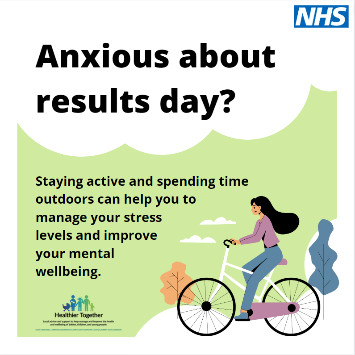 NHS
Anxious about
results day?
Staying active and spending time
outdoors can help you to
manage your stress
levels and improve
your mental
wellbeing.
Healthier Together